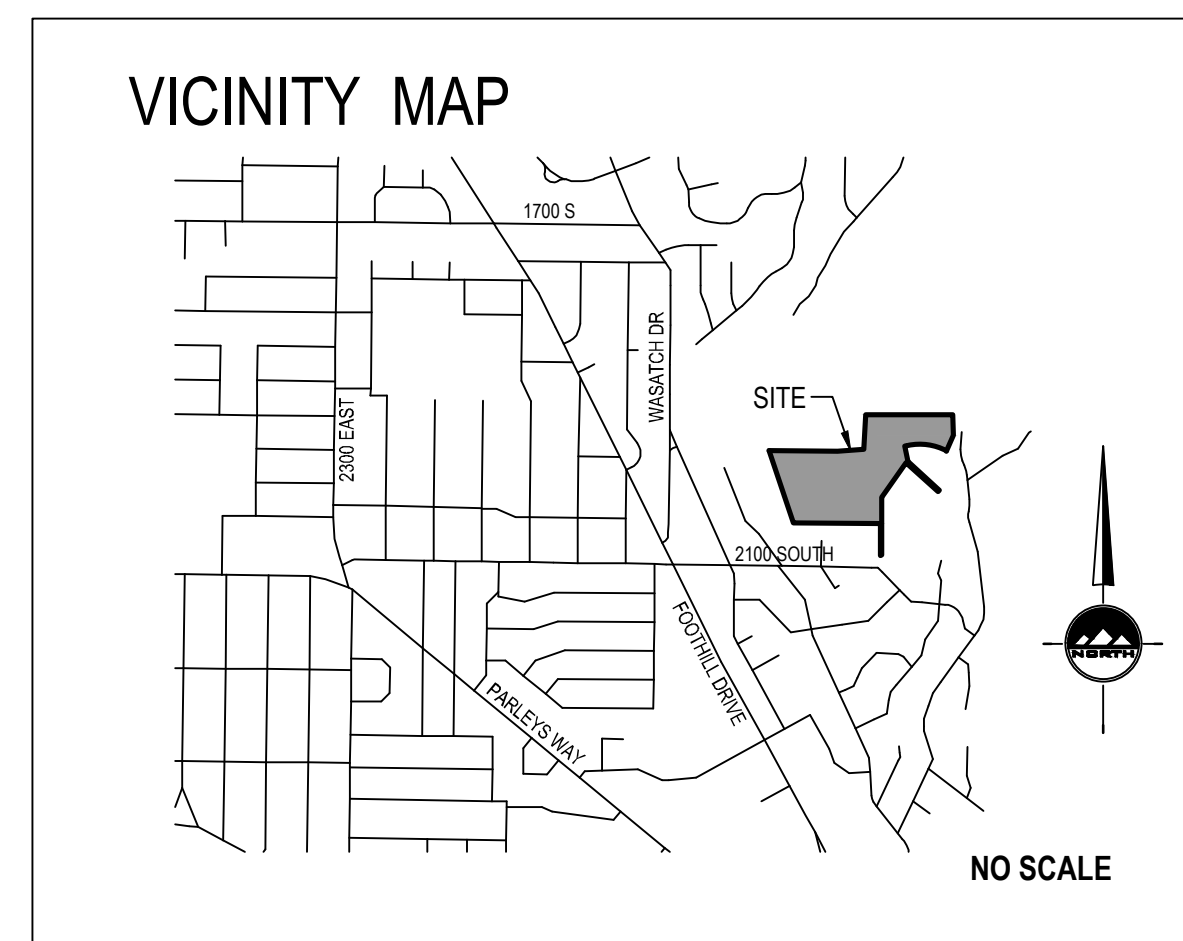 VICINITY MAP
1700 S
WASATCH DR
SITE
2300 EAST
2100 SOUTH
FOOTHILL DRIVE
NORTH
PARLEYS WAY
NO SCALE